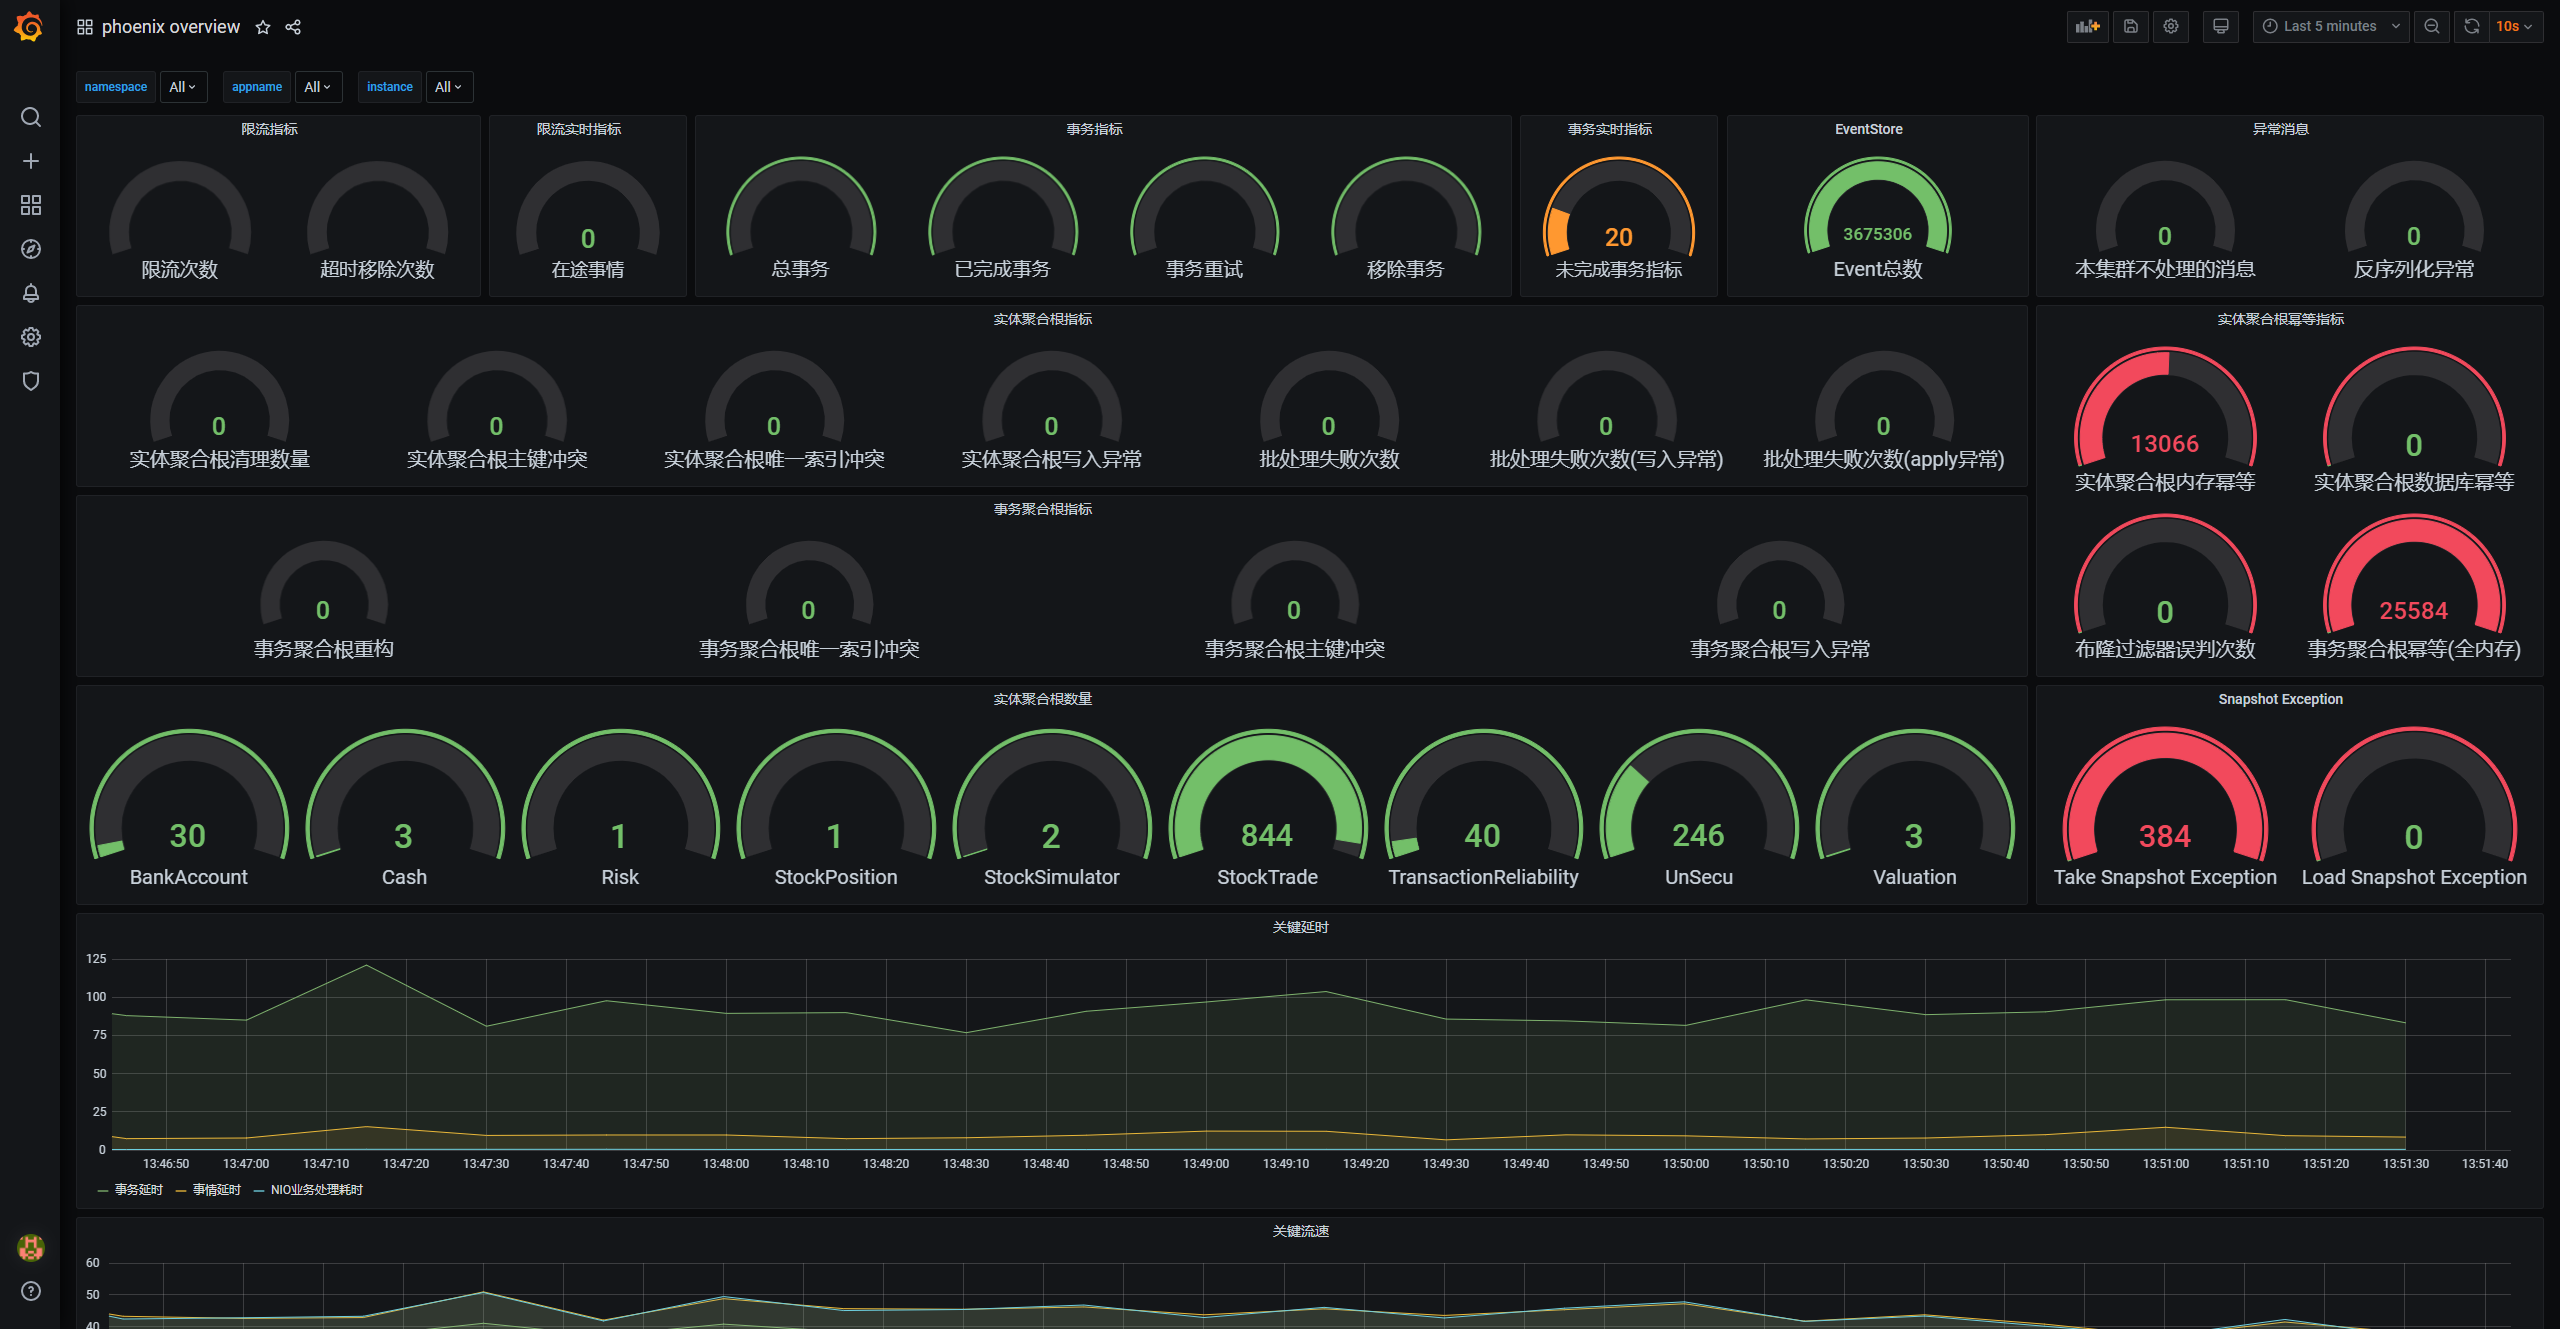 phoenix overview
Last 5 minutes
10s
namespace All appname All instance All
限流指标
限流次数
超时移除次数
限流实时指标
0
在途事情
事务指标
总事务
已完成事务
事务重试
移除事务
事务实时指标
20
未完成事务指标
EventStore
3675306
Event总数
异常消息
0
本集群不处理的消息
0
反序列化异常
实体聚合根指标
0
实体聚合根清理数量
0
实体聚合根主键冲突
0
实体聚合根唯一索引冲突
0
实体聚合根写入异常
0
批处理失败次数
0
批处理失败次数(写入异常)
0
批处理失败次数(apply异常)
实体聚合根幂等指标
13066
实体聚合根内存幂等
0
实体聚合根数据库幂等
0
布隆过滤器误判次数
25584
事务聚合根幂等(全内存)
事务聚合根指标
0
事务聚合根重构
0
事务聚合根唯一索引冲突
0
事务聚合根主键冲突
0
事务聚合根写入异常
实体聚合根数量
30
BankAccount
3
Cash
1
Risk
1
StockPosition
2
StockSimulator
844
StockTrade
40
TransactionReliability
246
UnSecu
3
Valuation
Snapshot Exception
384
Take Snapshot Exception
0
Load Snapshot Exception
关键延时
125
100
75
50
25
0
13:46:50 13:47:00 13:47:10 13:47:20 13:47:30 13:47:40 13:47:50 13:48:00 13:48:10 13:48:20 13:48:30 13:48:40 13:48:50 13:49:00 13:49:10 13:49:20 13:49:30 13:49:40 13:49:50 13:50:00 13:50:10 13:50:20 13:50:30 13:50:40 13:50:50 13:51:00 13:51:10 13:51:20 13:51:30 13:51:40
事务延时 事情延时 NIO业务处理耗时
关键流速
60
50
40